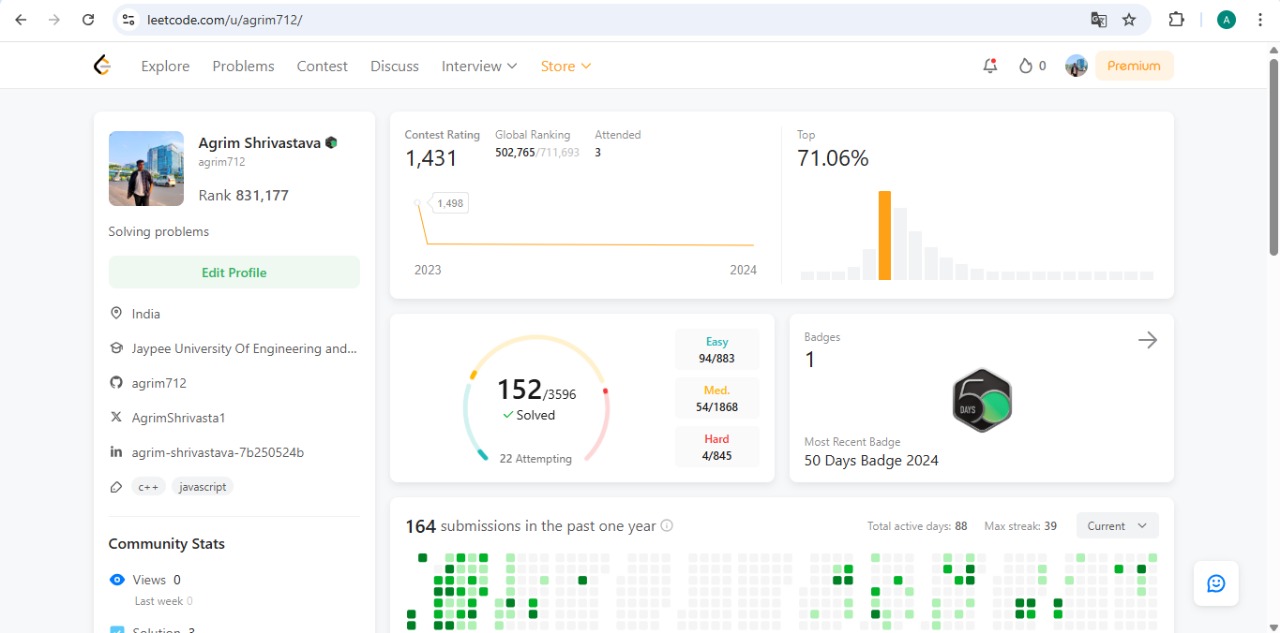 leetcode.com/u/agrim712/
A
Explore Problems Contest Discuss Interview Store
0
Premium
Agrim Shrivastava
agrim712
Rank 831,177
Solving problems
Edit Profile
India
Jaypee University Of Engineering and...
agrim712
AgrimShrivasta1
agrim-shrivastava-7b250524b
c++ javascript
Community Stats
Views 0
Last week 0
Solution 3
Contest Rating
1,431
Global Ranking
502,765/711,693
Attended
3
1,498
2023 2024
Top
71.06%
152/3596
Solved
22 Attempting
Easy
94/883
Med.
54/1868
Hard
4/845
Badges
1
50
DAYS
Most Recent Badge
50 Days Badge 2024
164 submissions in the past one year
Total active days: 88 Max streak: 39 Current